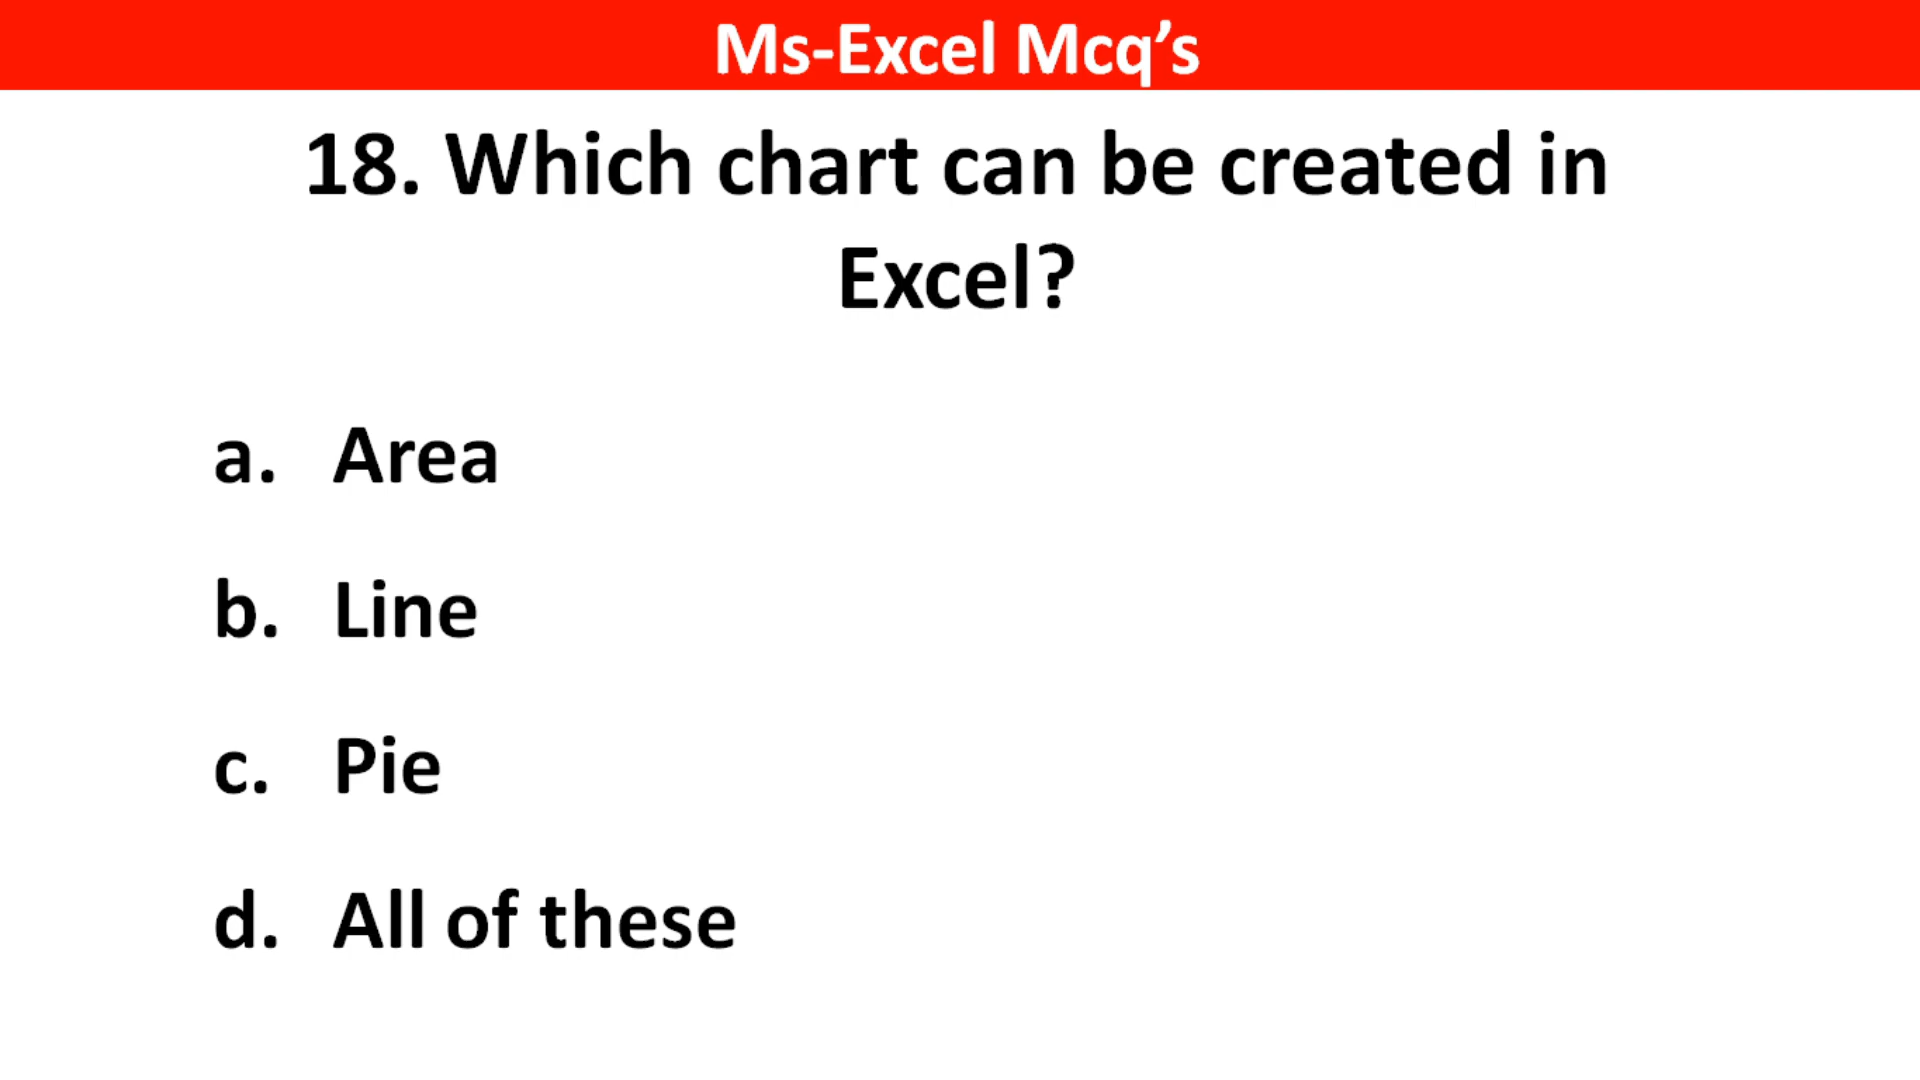 Ms-Excel Mcq’s
18. Which chart can be created in
Excel?
a. Area
b. Line
c. Pie
d. All of these